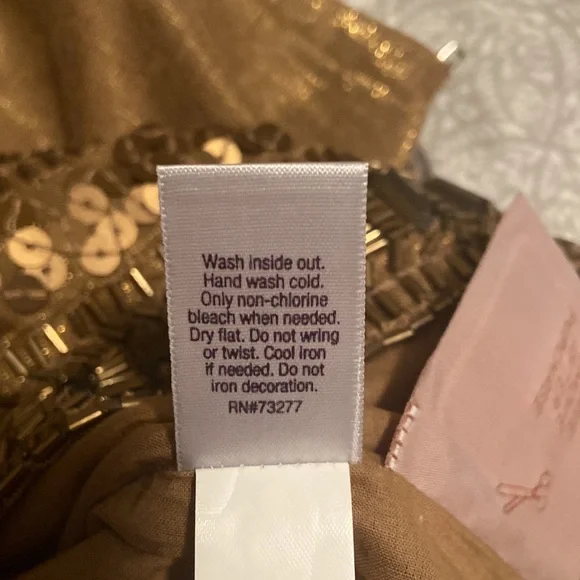 Wash inside out.
Hand wash cold.
Only non-chlorine
bleach when needed.
Dry flat. Do not wring
or twist. Cool iron
if needed. Do not
iron decoration.
RN#73277